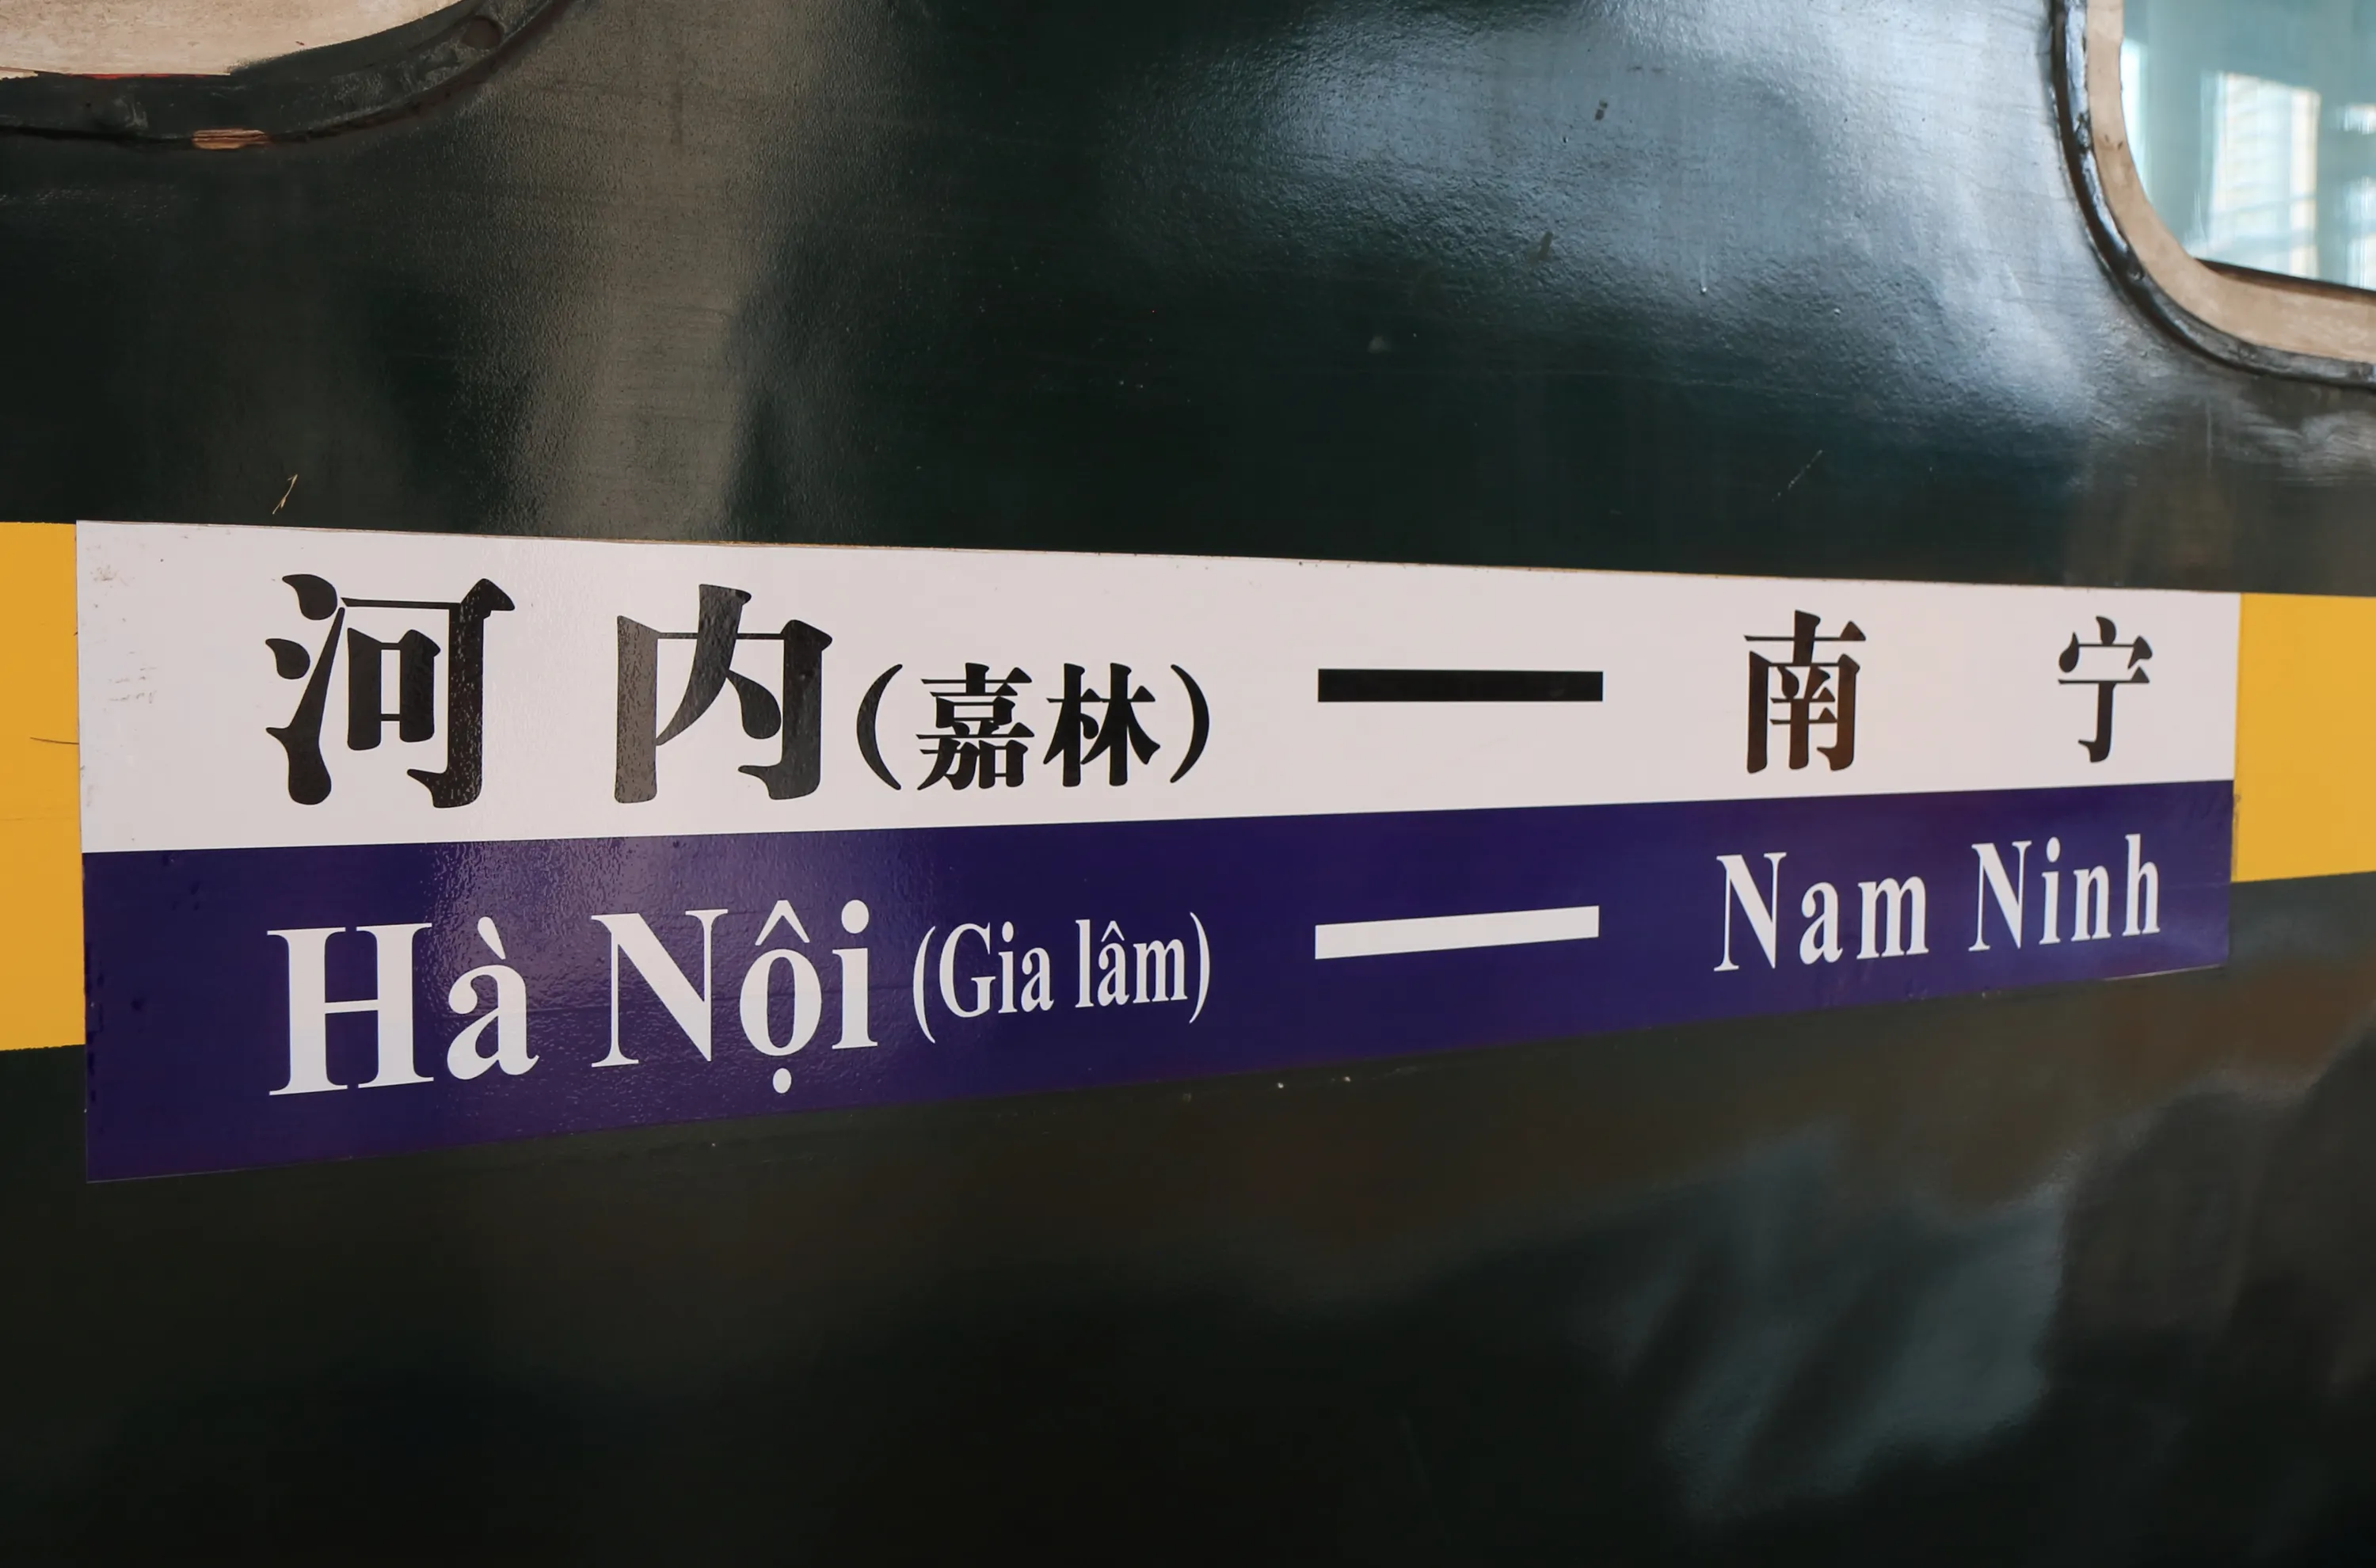 河内(嘉林) — 南宁
Hà Nội (Gia lâm) — Nam Ninh